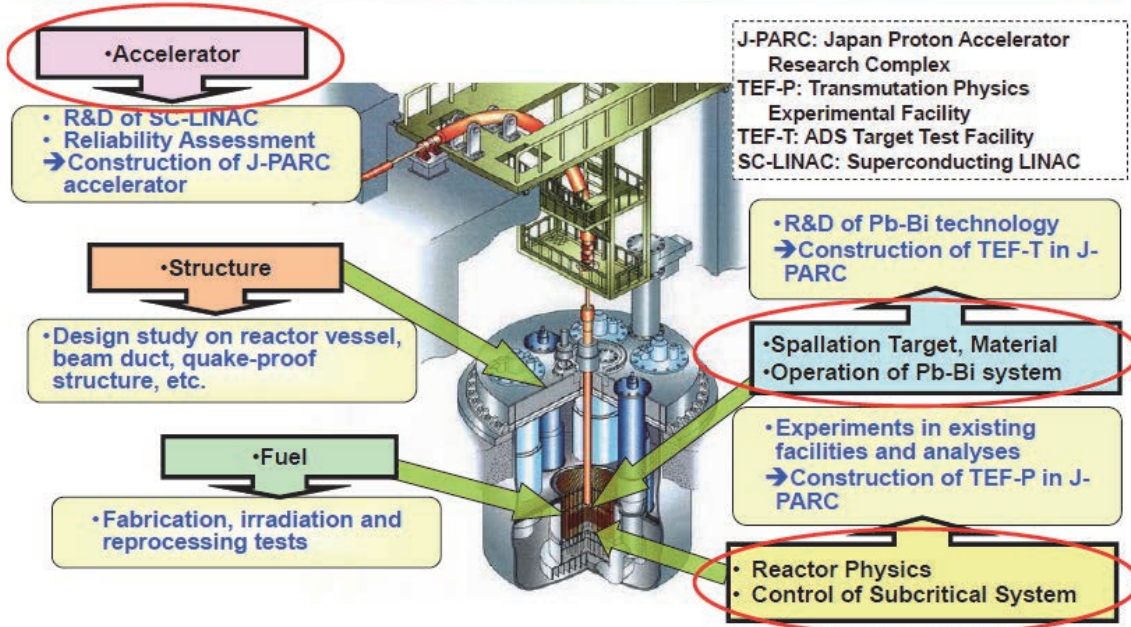 •Accelerator
• R&D of SC-LINAC
• Reliability Assessment
➔Construction of J-PARC
accelerator
J-PARC: Japan Proton Accelerator
Research Complex
TEF-P: Transmutation Physics
Experimental Facility
TEF-T: ADS Target Test Facility
SC-LINAC: Superconducting LINAC
•R&D of Pb-Bi technology
➔Construction of TEF-T in J-
PARC
•Structure
•Design study on reactor vessel,
beam duct, quake-proof
structure, etc.
•Spallation Target, Material
•Operation of Pb-Bi system
•Experiments in existing
facilities and analyses
➔Construction of TEF-P in J-
PARC
•Fuel
•Fabrication, irradiation and
reprocessing tests
• Reactor Physics
• Control of Subcritical System